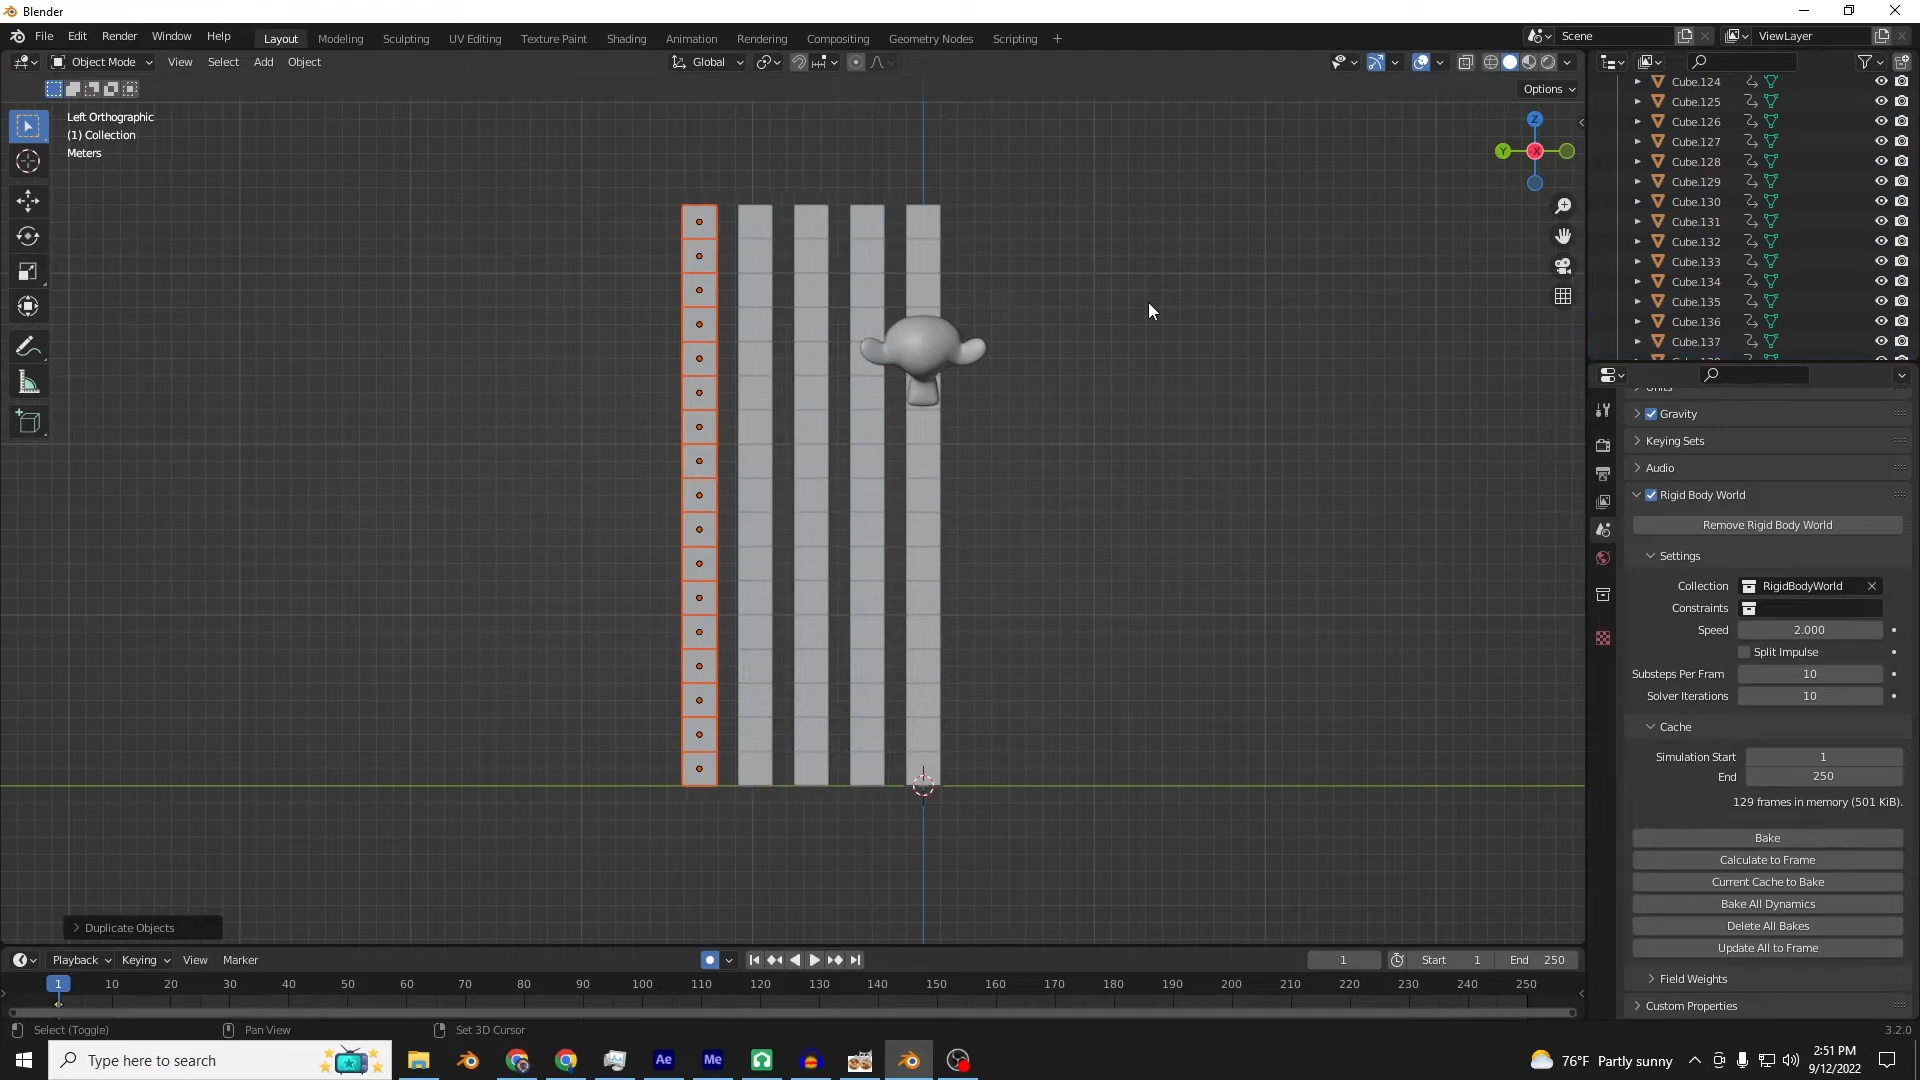 Blender
File Edit Render Window Help
Layout Modeling Sculpting UV Editing Texture Paint Shading Animation Rendering Compositing Geometry Nodes Scripting
Scene
ViewLayer
Object Mode View Select Add Object
Global
Options
Left Orthographic
(1) Collection
Meters
Z
Y
X
Cube.124
Cube.125
Cube.126
Cube.127
Cube.128
Cube.129
Cube.130
Cube.131
Cube.132
Cube.133
Cube.134
Cube.135
Cube.136
Cube.137
Units
Gravity
Keying Sets
Audio
Rigid Body World
Remove Rigid Body World
Settings
Collection RigidBodyWorld
Constraints
Speed 2.000
Split Impulse
Substeps Per Fram 10
Solver Iterations 10
Cache
Simulation Start 1
End 250
129 frames in memory (501 KiB).
Bake
Calculate to Frame
Current Cache to Bake
Bake All Dynamics
Delete All Bakes
Update All to Frame
Field Weights
Custom Properties
Duplicate Objects
Playback Keying View Marker
1 Start 1 End 250
1 10 20 30 40 50 60 70 80 90 100 110 120 130 140 150 160 170 180 190 200 210 220 230 240 250
Select (Toggle) Pan View Set 3D Cursor
3.2.0
Type here to search
Ae
Me
76°F Partly sunny
2:51 PM
9/12/2022